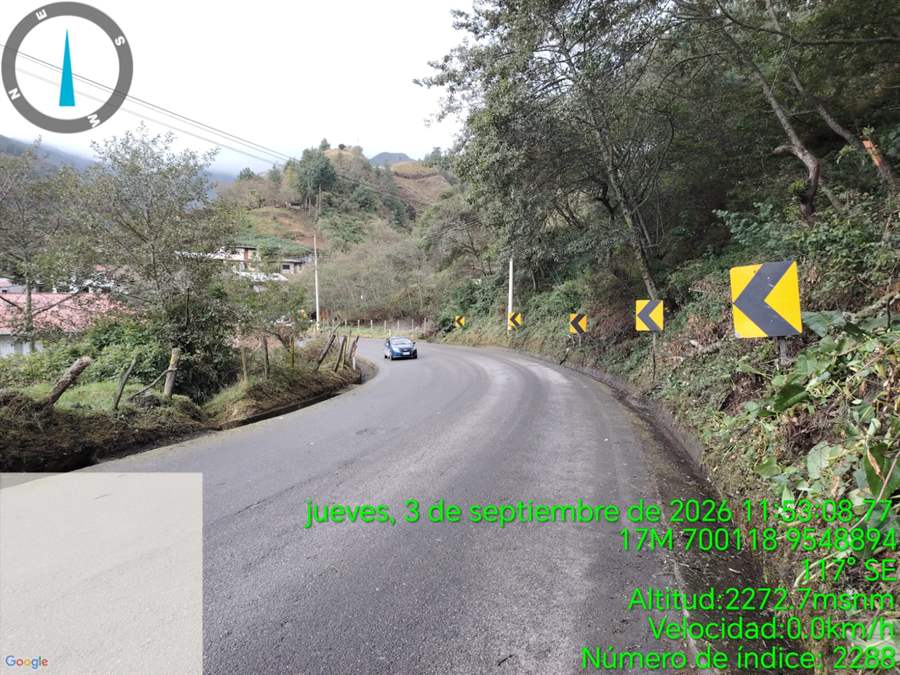 E
S
N
W
jueves, 3 de septiembre de 2026 11:53:08.77
17M 700118 9548894
117° SE
Altitud:2272.7msnm
Velocidad:0.0km/h
Número de índice: 2288
Google